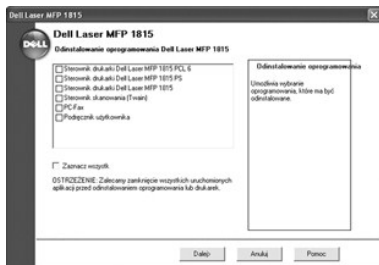 Dell Laser MFP 1815
DELL
Dell Laser MFP 1815
Odinstalowanie oprogramowania Dell Laser MFP 1815
Sterownik drukarki Dell Laser MFP 1815 PCL 6
Sterownik drukarki Dell Laser MFP 1815 PS
Sterownik drukarki Dell Laser MFP 1815
Sterownik skanowania (Twain)
PC-Fax
Podręcznik użytkownika
Zaznacz wszystk
OSTRZEŻENIE: Zalecany zamknięcie wszystkich uruchomionych
aplikacji przed odinstalowaniem oprogramowania lub drukarek.
Odinstalowanie oprogramowania
Umożliwia wybranie
oprogramowania, które ma być
odinstalowane.
Dalej>
Anuluj
Pomoc